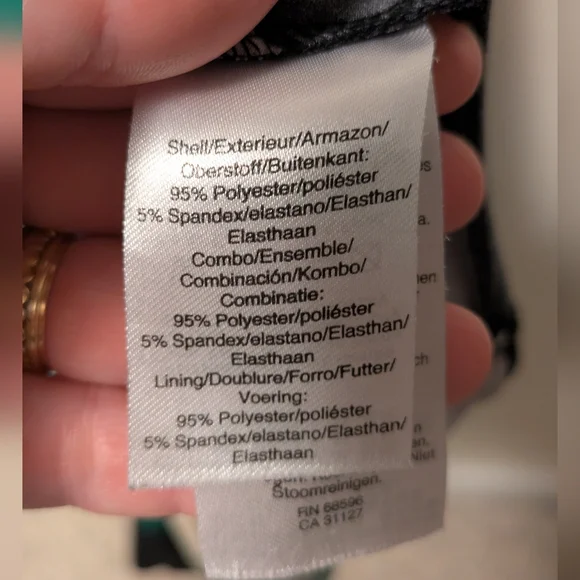 Shell/Exterieur/Armazon/
Oberstoff/Buitenkant:
95% Polyester/poliéster
5% Spandex/elastano/Elasthan/
Elasthaan
Combo/Ensemble/
Combinación/Kombo/
Combinatie:
95% Polyester/poliéster
5% Spandex/elastano/Elasthan/
Elasthaan
Lining/Doublure/Forro/Futter/
Voering:
95% Polyester/poliéster
5% Spandex/elastano/Elasthan/
Elasthaan
Stoomreinigen.
RN 68596
CA 31127